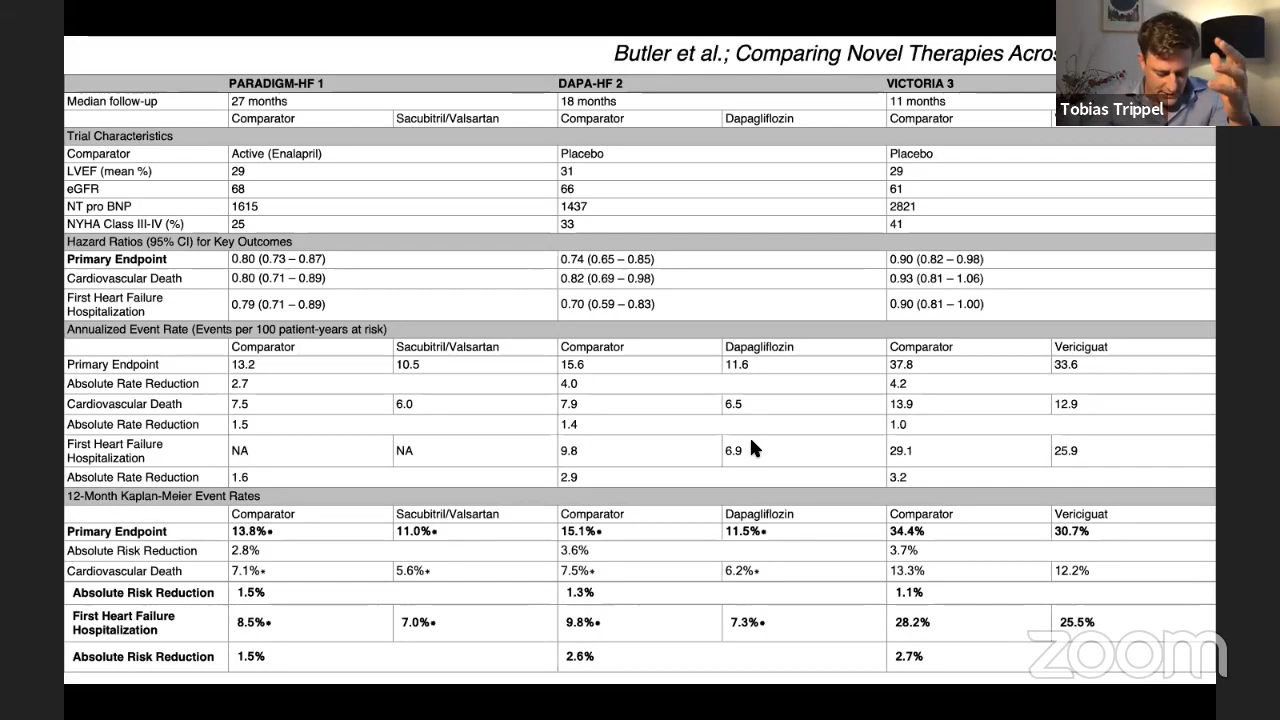 Butler et al.; Comparing Novel Therapies Acros
Tobias Trippel
PARADIGM-HF 1 DAPA-HF 2 VICTORIA 3
Median follow-up 27 months 18 months 11 months
Comparator Sacubitril/Valsartan Comparator Dapagliflozin Comparator
Trial Characteristics
Comparator Active (Enalapril) Placebo Placebo
LVEF (mean %) 29 31 29
eGFR 68 66 61
NT pro BNP 1615 1437 2821
NYHA Class III-IV (%) 25 33 41
Hazard Ratios (95% CI) for Key Outcomes
Primary Endpoint 0.80 (0.73 – 0.87) 0.74 (0.65 – 0.85) 0.90 (0.82 – 0.98)
Cardiovascular Death 0.80 (0.71 – 0.89) 0.82 (0.69 – 0.98) 0.93 (0.81 – 1.06)
First Heart Failure
Hospitalization 0.79 (0.71 – 0.89) 0.70 (0.59 – 0.83) 0.90 (0.81 – 1.00)
Annualized Event Rate (Events per 100 patient-years at risk)
Comparator Sacubitril/Valsartan Comparator Dapagliflozin Comparator Vericiguat
Primary Endpoint 13.2 10.5 15.6 11.6 37.8 33.6
Absolute Rate Reduction 2.7 4.0 4.2
Cardiovascular Death 7.5 6.0 7.9 6.5 13.9 12.9
Absolute Rate Reduction 1.5 1.4 1.0
First Heart Failure
Hospitalization NA NA 9.8 6.9 29.1 25.9
Absolute Rate Reduction 1.6 2.9 3.2
12-Month Kaplan-Meier Event Rates
Comparator Sacubitril/Valsartan Comparator Dapagliflozin Comparator Vericiguat
Primary Endpoint 13.8%* 11.0%* 15.1%* 11.5%* 34.4% 30.7%
Absolute Risk Reduction 2.8% 3.6% 3.7%
Cardiovascular Death 7.1%* 5.6%* 7.5%* 6.2%* 13.3% 12.2%
Absolute Risk Reduction 1.5% 1.3% 1.1%
First Heart Failure
Hospitalization 8.5%* 7.0%* 9.8%* 7.3%* 28.2% 25.5%
Absolute Risk Reduction 1.5% 2.6% 2.7%
zoom